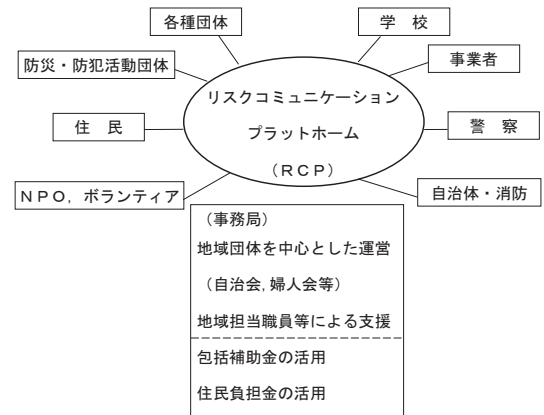 各種団体
学 校
防災・防犯活動団体
事業者
リスクコミュニケーション
プラットホーム
（ＲＣＰ）
住 民
警 察
ＮＰＯ，ボランティア
自治体・消防
（事務局）
地域団体を中心とした運営
（自治会，婦人会等）
地域担当職員等による支援
包括補助金の活用
住民負担金の活用